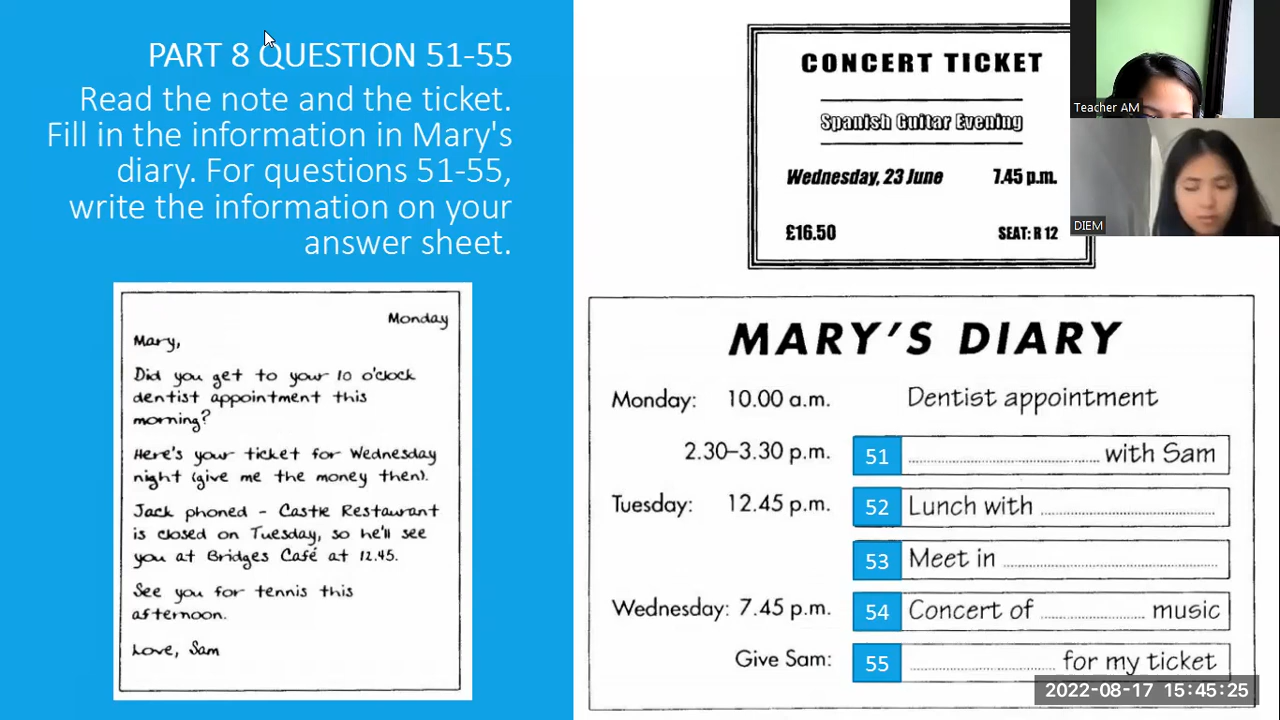 PART 8 QUESTION 51-55
Read the note and the ticket.
Fill in the information in Mary's
diary. For questions 51-55,
write the information on your
answer sheet.
Monday
Mary,
Did you get to your 10 o'clock
dentist appointment this
morning?
Here's your ticket for Wednesday
night (give me the money then).
Jack phoned - Castle Restaurant
is closed on Tuesday, so he'll see
you at Bridges Café at 12.45.
See you for tennis this
afternoon.
Love, Sam
CONCERT TICKET
Spanish Guitar Evening
Wednesday, 23 June 7.45 p.m.
£16.50 SEAT: R 12
Teacher AM
DIEM
MARY'S DIARY
Monday: 10.00 a.m. Dentist appointment
2.30–3.30 p.m. 51 .................................... with Sam
Tuesday: 12.45 p.m. 52 Lunch with ..................................
53 Meet in ..........................................
Wednesday: 7.45 p.m. 54 Concert of .................... music
Give Sam: 55 ............................ for my ticket
2022-08-17 15:45:25